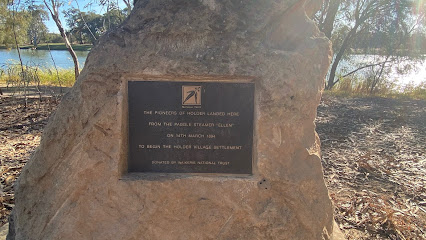 THE PIONEERS OF HOLDER LANDED HERE
FROM THE PADDLE STEAMER "ELLEN"
ON 14TH MARCH
TO BEGIN THE HOLDER VILLAGE SETTLEMENT
DONATED BY WAIKERIE NATIONAL TRUST